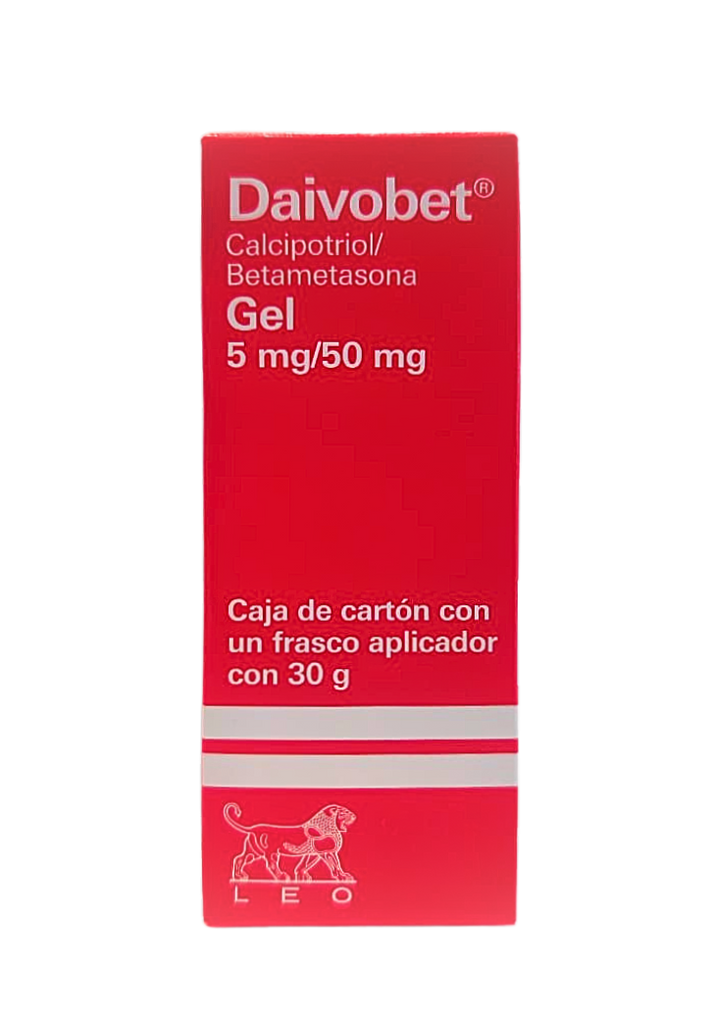 Daivobet®
Calcipotriol/
Betametasona
Gel
5 mg/50 mg
Caja de cartón con
un frasco aplicador
con 30 g
LEO